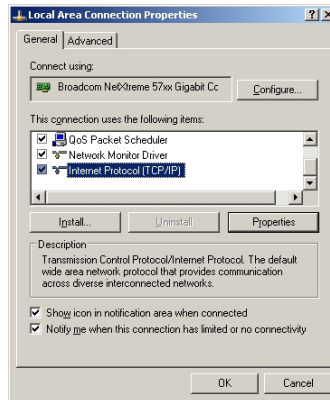 Local Area Connection Properties
General Advanced
Connect using:
Broadcom NetXtreme 57xx Gigabit Cc
Configure...
This connection uses the following items:
QoS Packet Scheduler
Network Monitor Driver
Internet Protocol (TCP/IP)
Install... Uninstall Properties
Description
Transmission Control Protocol/Internet Protocol. The default
wide area network protocol that provides communication
across diverse interconnected networks.
Show icon in notification area when connected
Notify me when this connection has limited or no connectivity
OK Cancel